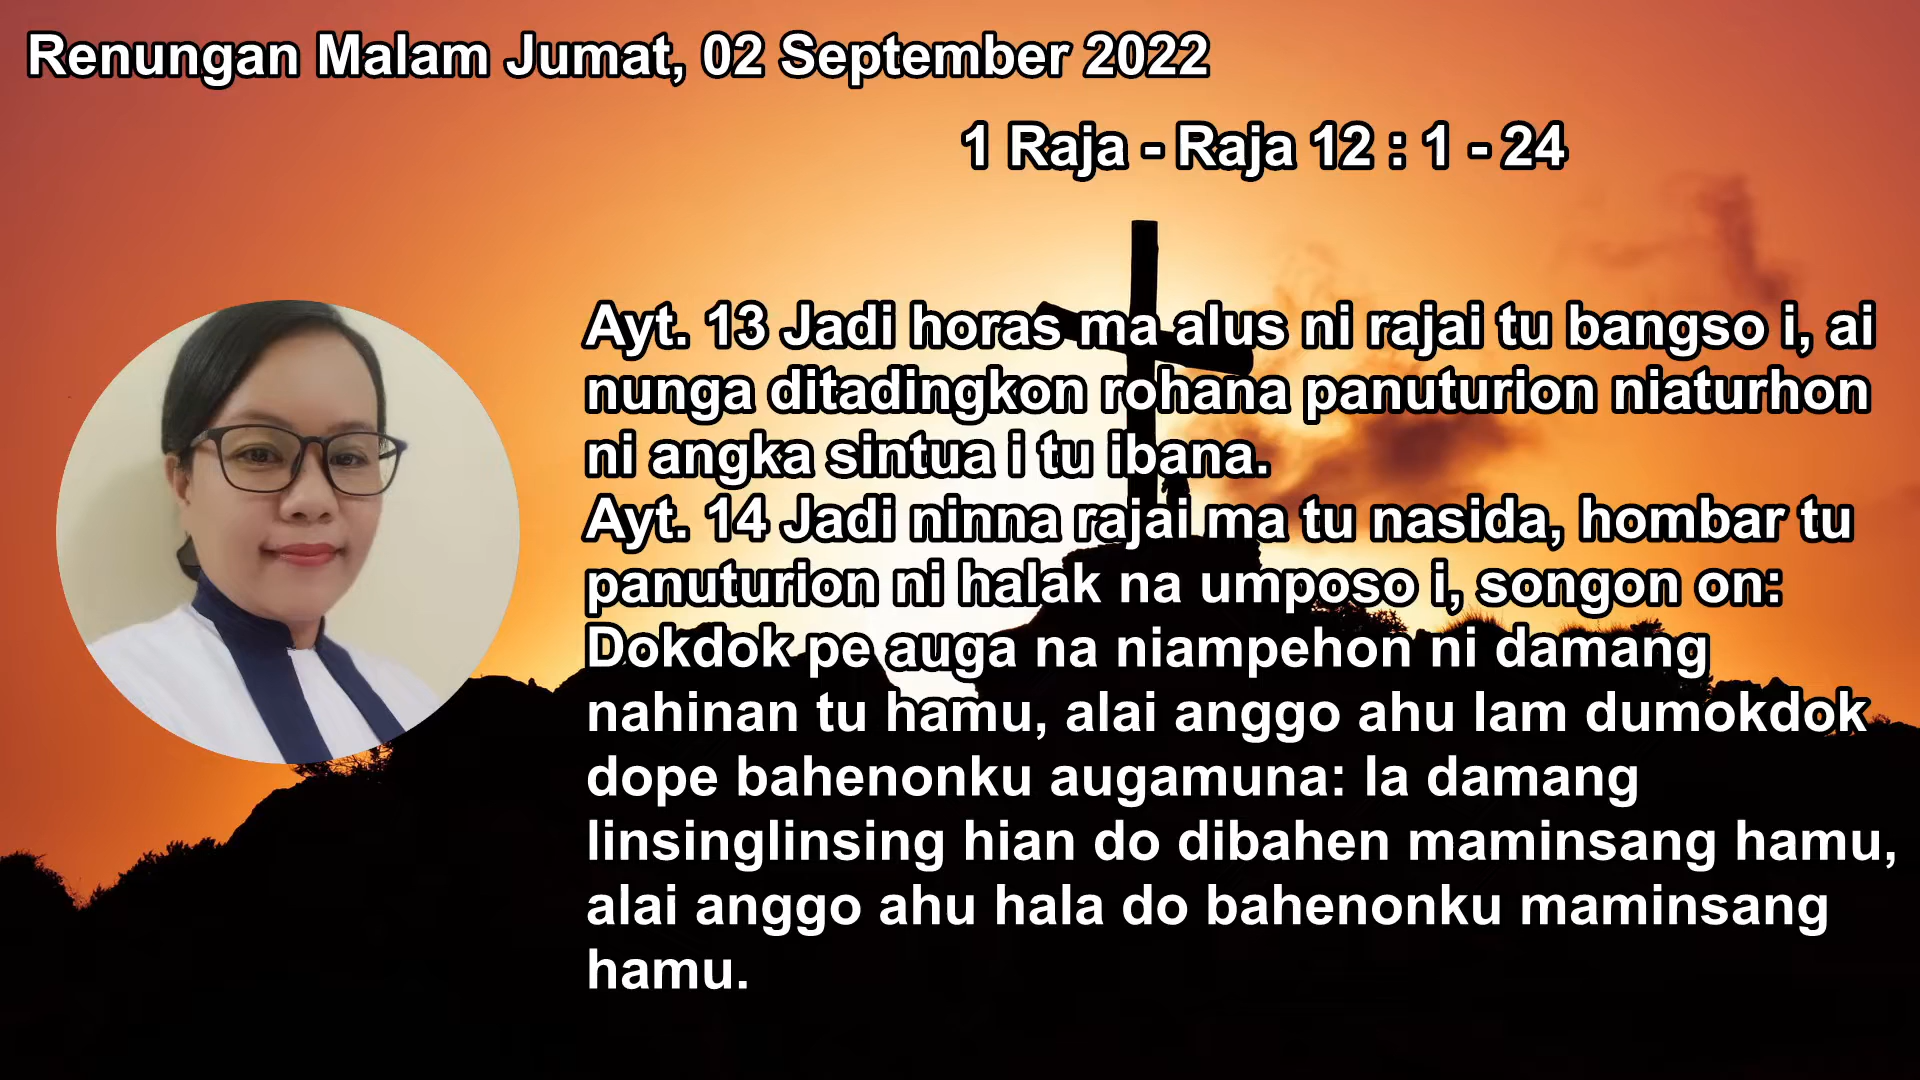 Renungan Malam Jumat, 02 September 2022
1 Raja - Raja 12 : 1 - 24
Ayt. 13 Jadi horas ma alus ni rajai tu bangso i, ai
nunga ditadingkon rohana panuturion niaturhon
ni angka sintua i tu ibana.
Ayt. 14 Jadi ninna rajai ma tu nasida, hombar tu
panuturion ni halak na umposo i, songon on:
Dokdok pe auga na niampehon ni damang
nahinan tu hamu, alai anggo ahu lam dumokdok
dope bahenonku augamuna: Ia damang
linsinglinsing hian do dibahen maminsang hamu,
alai anggo ahu hala do bahenonku maminsang
hamu.